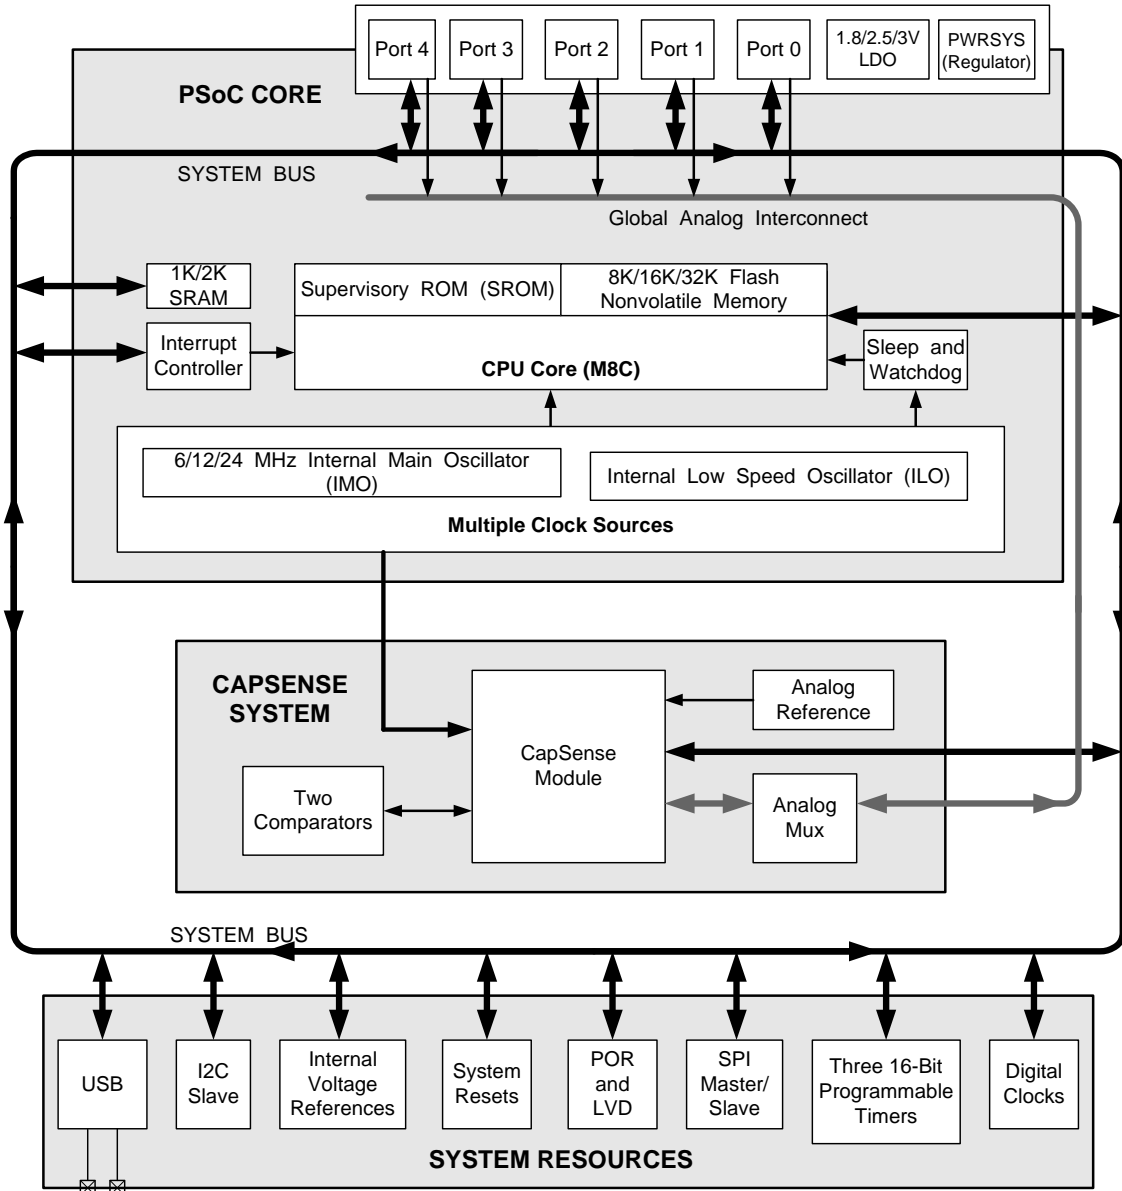 Port 4
Port 3
Port 2
Port 1
Port 0
1.8/2.5/3V
LDO
PWRSYS
(Regulator)
PSoC CORE
SYSTEM BUS
Global Analog Interconnect
1K/2K
SRAM
Supervisory ROM (SROM)
8K/16K/32K Flash
Nonvolatile Memory
Interrupt
Controller
CPU Core (M8C)
Sleep and
Watchdog
6/12/24 MHz Internal Main Oscillator
(IMO)
Internal Low Speed Oscillator (ILO)
Multiple Clock Sources
CAPSENSE
SYSTEM
CapSense
Module
Analog
Reference
Two
Comparators
Analog
Mux
SYSTEM BUS
USB
I2C
Slave
Internal
Voltage
References
System
Resets
POR
and
LVD
SPI
Master/
Slave
Three 16-Bit
Programmable
Timers
Digital
Clocks
SYSTEM RESOURCES